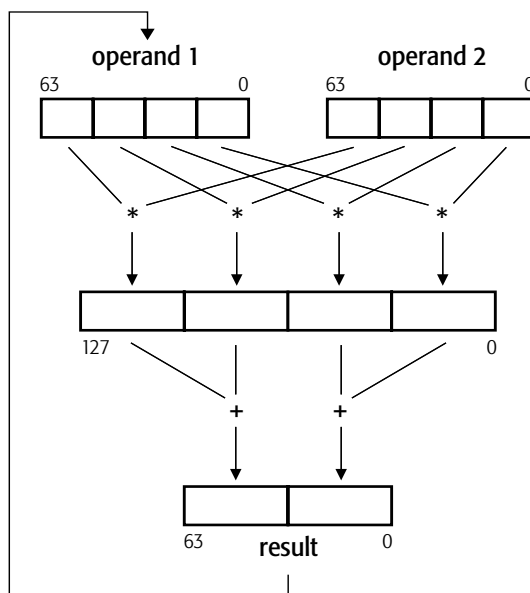 operand 1 operand 2
63 0 63 0
* * * *
127 0
+ +
63 result 0